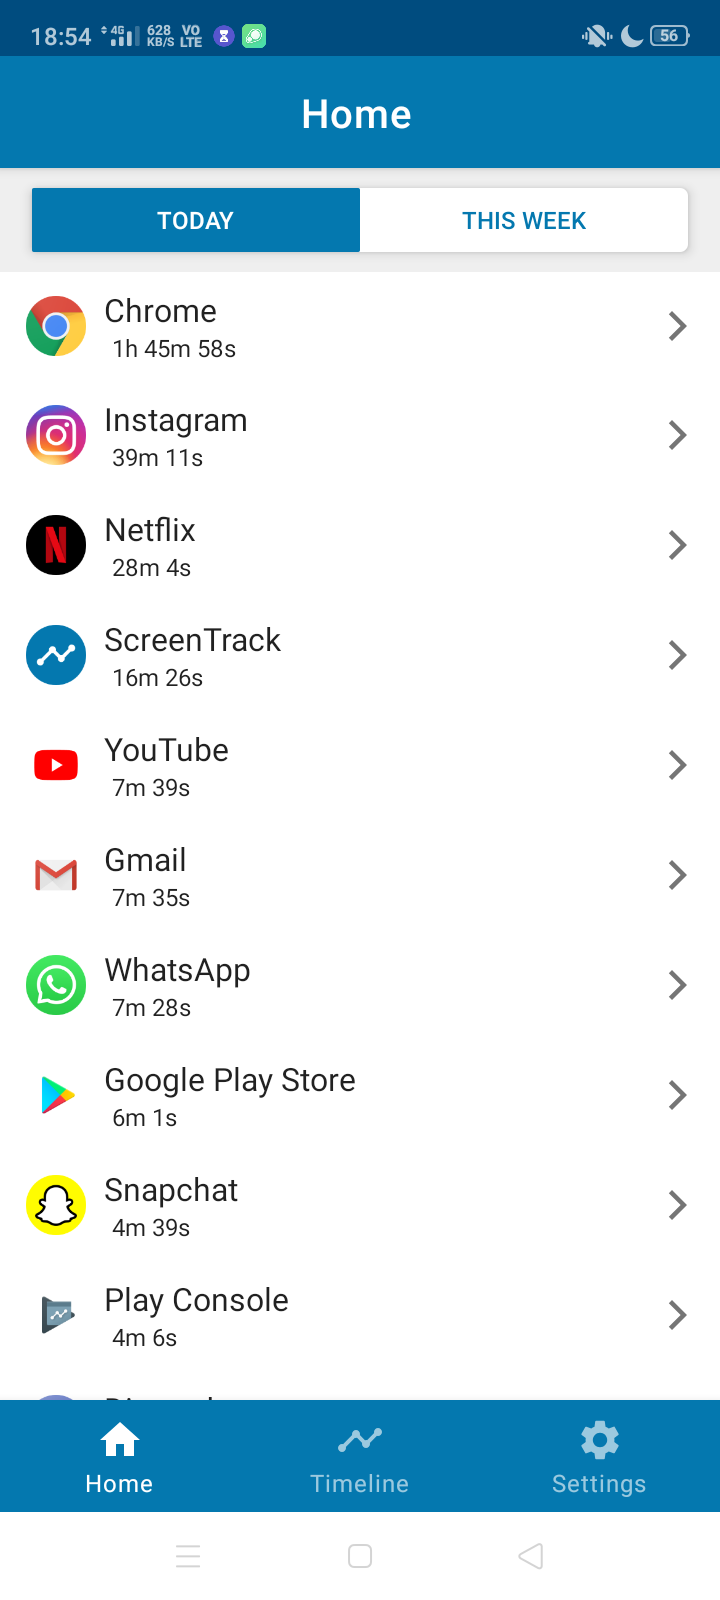 18:54 4G 628 KB/S VO LTE 56
Home
TODAY THIS WEEK
Chrome
1h 45m 58s
Instagram
39m 11s
Netflix
28m 4s
ScreenTrack
16m 26s
YouTube
7m 39s
Gmail
7m 35s
WhatsApp
7m 28s
Google Play Store
6m 1s
Snapchat
4m 39s
Play Console
4m 6s
Home Timeline Settings